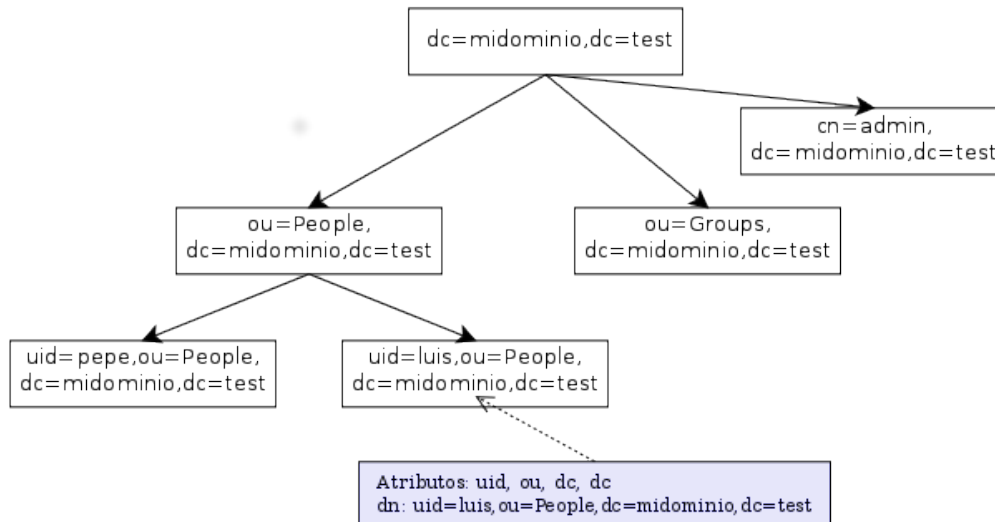 dc=midominio,dc=test
cn=admin,
dc=midominio,dc=test
ou=People,
dc=midominio,dc=test
ou=Groups,
dc=midominio,dc=test
uid=pepe,ou=People,
dc=midominio,dc=test
uid=luis,ou=People,
dc=midominio,dc=test
Atributos: uid, ou, dc, dc
dn: uid=luis,ou=People,dc=midominio,dc=test